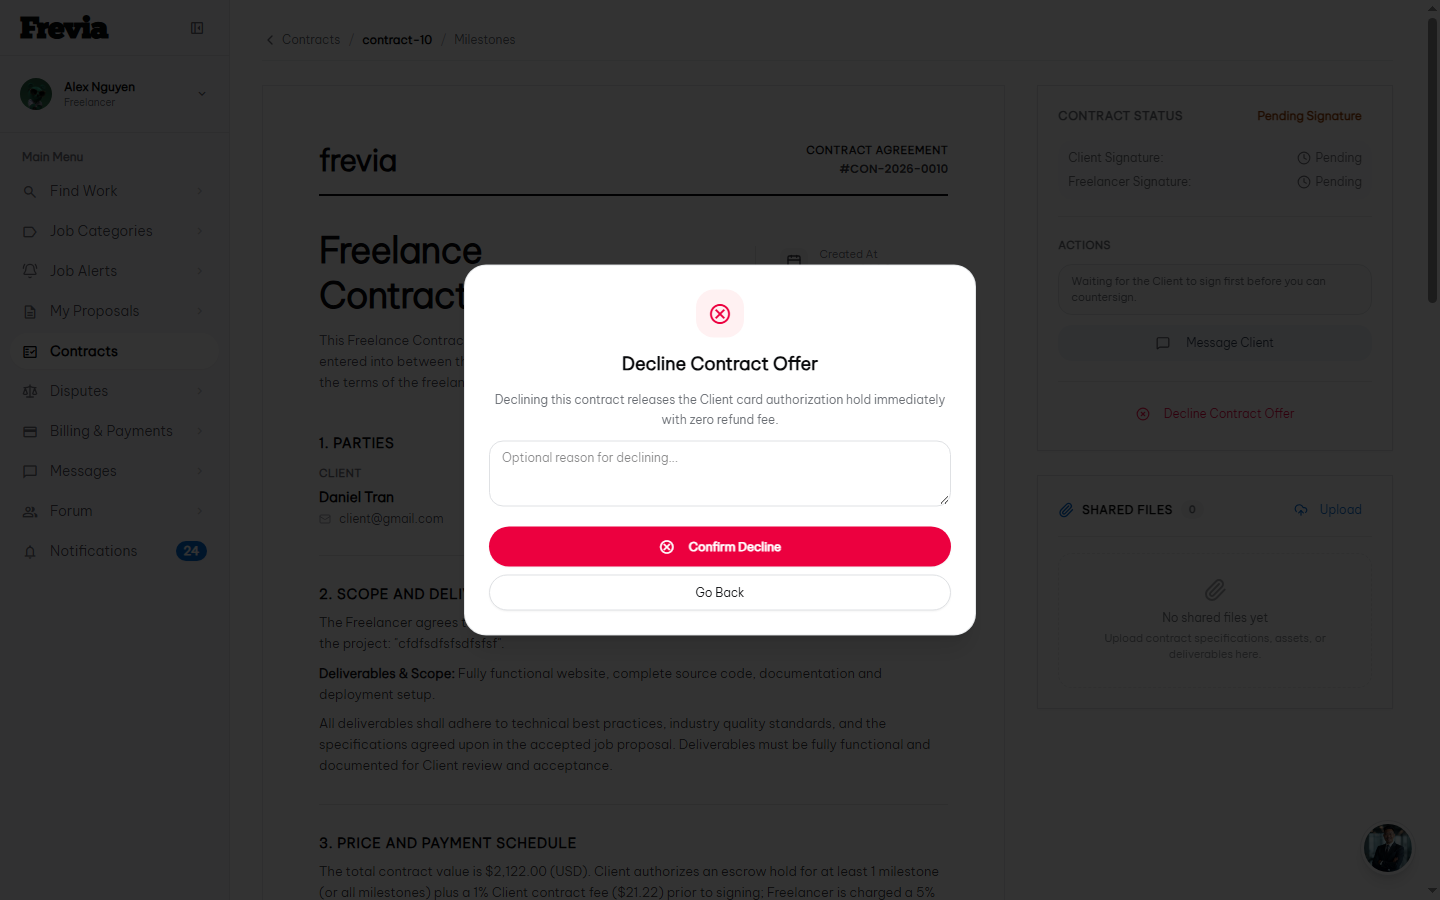 Frevia
Alex Nguyen
Freelancer
Main Menu
Find Work
Job Categories
Job Alerts
My Proposals
Contracts
Disputes
Billing & Payments
Messages
Forum
Notifications
24
Contracts / contract-10 / Milestones
frevia
CONTRACT AGREEMENT
#CON-2026-0010
Freelance
Contract
Created At
This Freelance Contrac
entered into between th
the terms of the freelan
1. PARTIES
CLIENT
Daniel Tran
client@gmail.com
2. SCOPE AND DELI
The Freelancer agrees t
the project: "cfdfsdfsfsdfsfsf".
Deliverables & Scope: Fully functional website, complete source code, documentation and
deployment setup.
All deliverables shall adhere to technical best practices, industry quality standards, and the
specifications agreed upon in the accepted job proposal. Deliverables must be fully functional and
documented for Client review and acceptance.
3. PRICE AND PAYMENT SCHEDULE
The total contract value is $2,122.00 (USD). Client authorizes an escrow hold for at least 1 milestone
(or all milestones) plus a 1% Client contract fee ($21.22) prior to signing; Freelancer is charged a 5%
Decline Contract Offer
Declining this contract releases the Client card authorization hold immediately
with zero refund fee.
Optional reason for declining...
Confirm Decline
Go Back
CONTRACT STATUS
Pending Signature
Client Signature:
Pending
Freelancer Signature:
Pending
ACTIONS
Waiting for the Client to sign first before you can
countersign.
Message Client
Decline Contract Offer
SHARED FILES
0
Upload
No shared files yet
Upload contract specifications, assets, or
deliverables here.